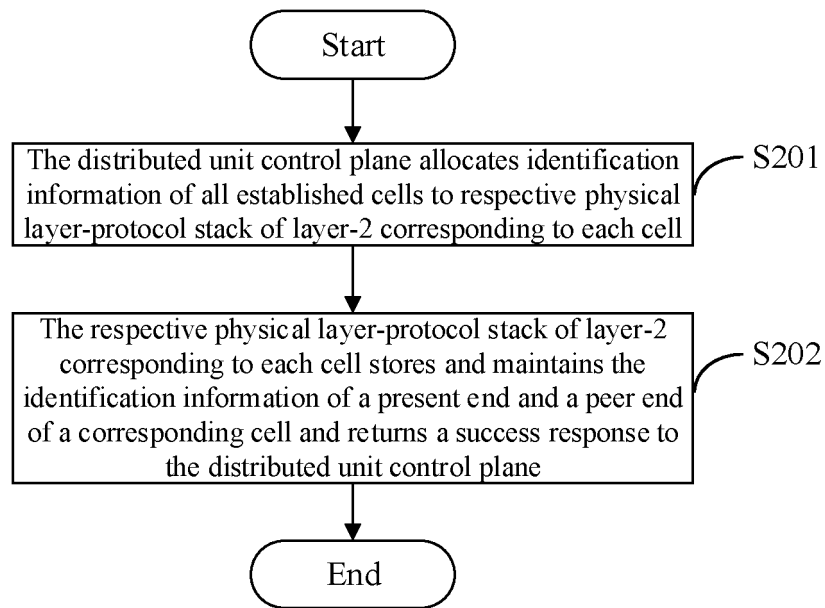 Start
The distributed unit control plane allocates identification
information of all established cells to respective physical
layer-protocol stack of layer-2 corresponding to each cell
S201
The respective physical layer-protocol stack of layer-2
corresponding to each cell stores and maintains the
identification information of a present end and a peer end
of a corresponding cell and returns a success response to
the distributed unit control plane
S202
End